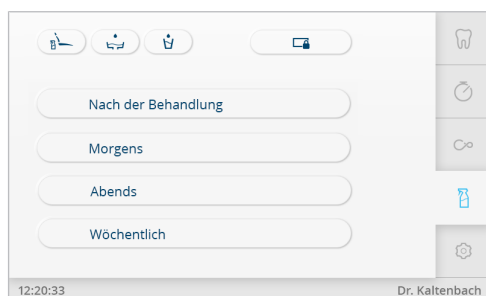 Nach der Behandlung
Morgens
Abends
Wöchentlich
12:20:33 Dr. Kaltenbach